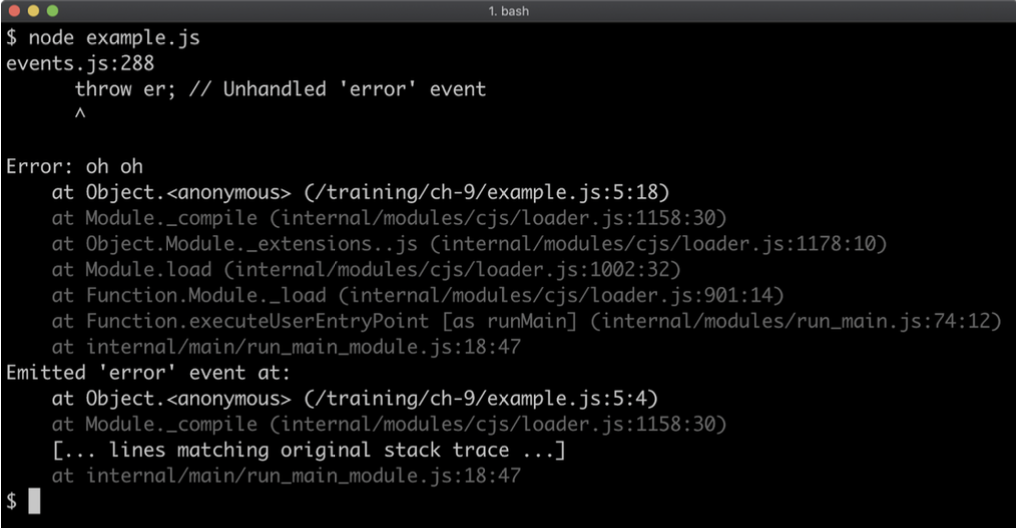 1. bash
$ node example.js
events.js:288
      throw er; // Unhandled 'error' event
      ^

Error: oh oh
    at Object.<anonymous> (/training/ch-9/example.js:5:18)
    at Module._compile (internal/modules/cjs/loader.js:1158:30)
    at Object.Module._extensions..js (internal/modules/cjs/loader.js:1178:10)
    at Module.load (internal/modules/cjs/loader.js:1002:32)
    at Function.Module._load (internal/modules/cjs/loader.js:901:14)
    at Function.executeUserEntryPoint [as runMain] (internal/modules/run_main.js:74:12)
    at internal/main/run_main_module.js:18:47
Emitted 'error' event at:
    at Object.<anonymous> (/training/ch-9/example.js:5:4)
    at Module._compile (internal/modules/cjs/loader.js:1158:30)
    [... lines matching original stack trace ...]
    at internal/main/run_main_module.js:18:47
$